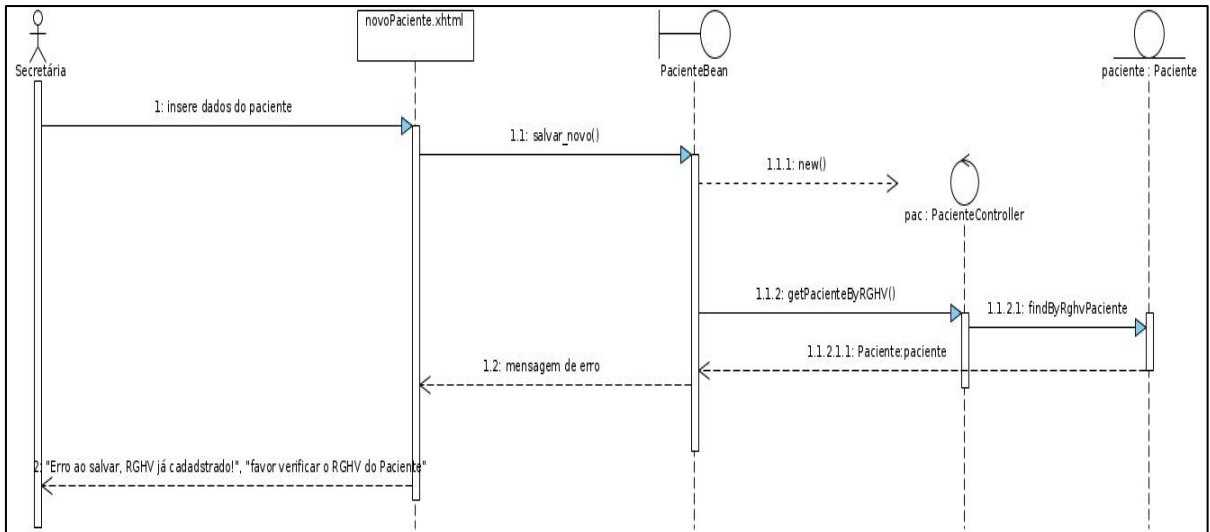 novoPaciente.xhtml
Secretária
PacienteBean
paciente : Paciente
1: insere dados do paciente
1.1: salvar_novo()
1.1.1: new()
pac : PacienteController
1.1.2: getPacienteByRGHV()
1.1.2.1: findByRghvPaciente
1.1.2.1.1: Paciente:paciente
1.2: mensagem de erro
2: "Erro ao salvar, RGHV já cadadstrado!", "favor verificar o RGHV do Paciente"